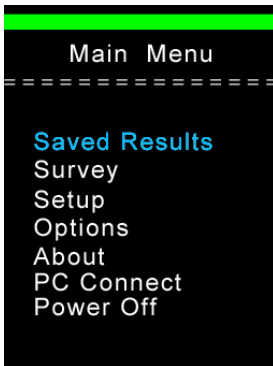 Main Menu
================
Saved Results
Survey
Setup
Options
About
PC Connect
Power Off